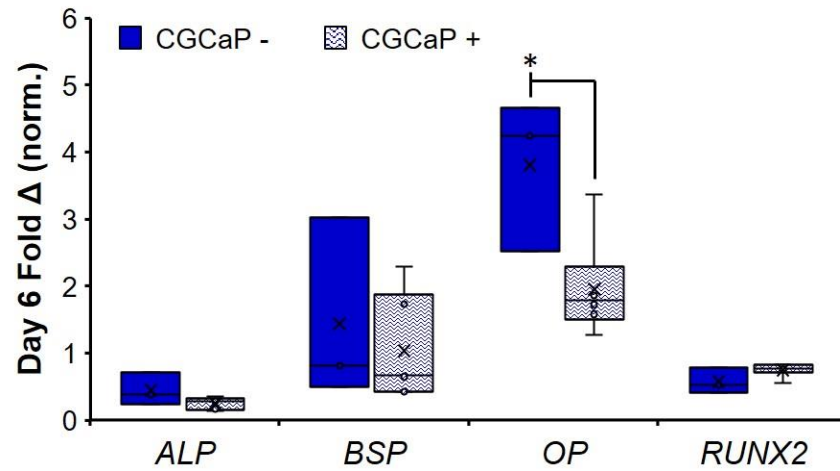 CGCaP - CGCaP +
Day 6 Fold Δ (norm.)
6
5
4
3
2
1
0
*
ALP BSP OP RUNX2